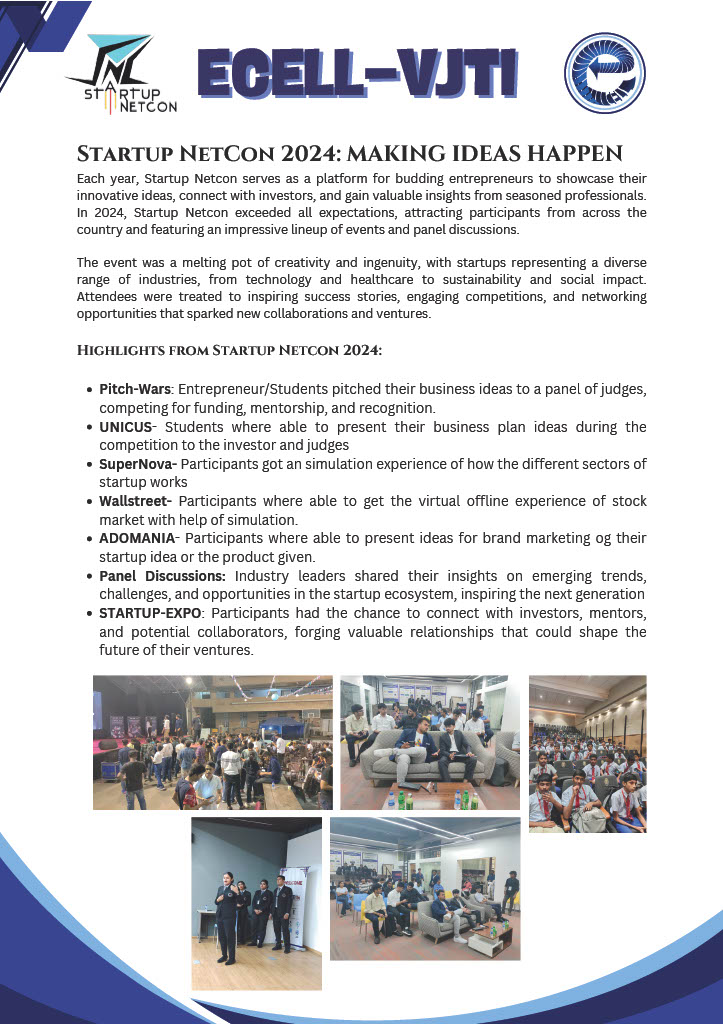 STARTUP
NETCON
ECELL-VJTI
STARTUP NETCON 2024: MAKING IDEAS HAPPEN
Each year, Startup Netcon serves as a platform for budding entrepreneurs to showcase their
innovative ideas, connect with investors, and gain valuable insights from seasoned professionals.
In 2024, Startup Netcon exceeded all expectations, attracting participants from across the
country and featuring an impressive lineup of events and panel discussions.
The event was a melting pot of creativity and ingenuity, with startups representing a diverse
range of industries, from technology and healthcare to sustainability and social impact.
Attendees were treated to inspiring success stories, engaging competitions, and networking
opportunities that sparked new collaborations and ventures.
HIGHLIGHTS FROM STARTUP NETCON 2024:
• Pitch-Wars: Entrepreneur/Students pitched their business ideas to a panel of judges,
competing for funding, mentorship, and recognition.
• UNICUS- Students where able to present their business plan ideas during the
competition to the investor and judges
• SuperNova- Participants got an simulation experience of how the different sectors of
startup works
• Wallstreet- Participants where able to get the virtual offline experience of stock
market with help of simulation.
• ADOMANIA- Participants where able to present ideas for brand marketing og their
startup idea or the product given.
• Panel Discussions: Industry leaders shared their insights on emerging trends,
challenges, and opportunities in the startup ecosystem, inspiring the next generation
• STARTUP-EXPO: Participants had the chance to connect with investors, mentors,
and potential collaborators, forging valuable relationships that could shape the
future of their ventures.